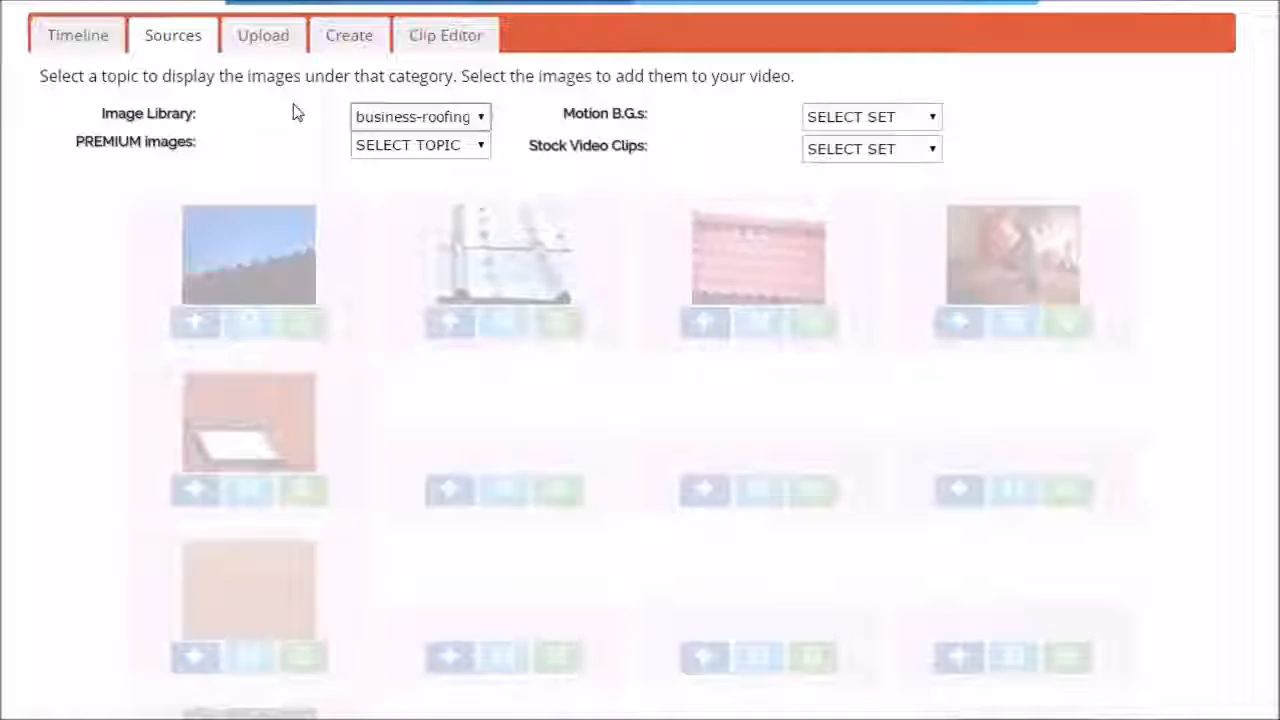 Timeline Sources Upload Create Clip Editor
Select a topic to display the images under that category. Select the images to add them to your video.
Image Library: business-roofing Motion B.G.s: SELECT SET
PREMIUM images: SELECT TOPIC Stock Video Clips: SELECT SET